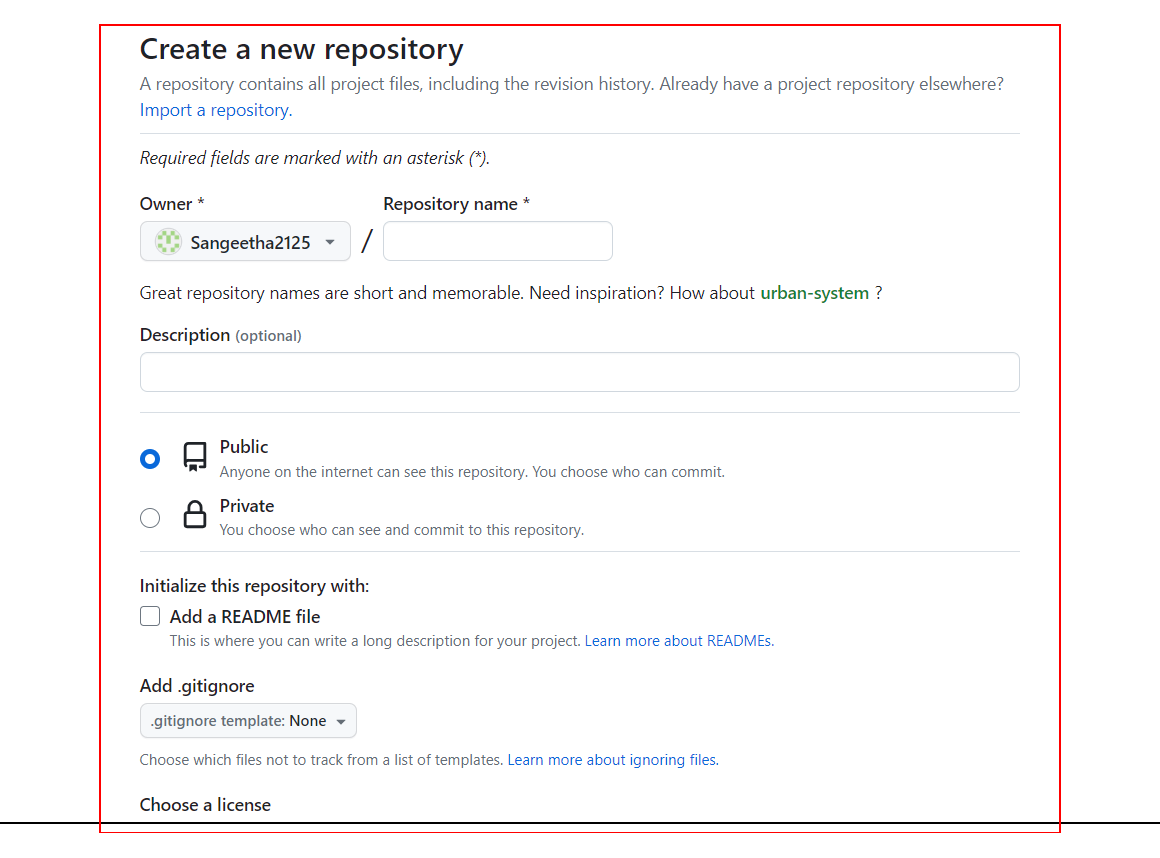 Create a new repository
A repository contains all project files, including the revision history. Already have a project repository elsewhere?
Import a repository.
Required fields are marked with an asterisk (*).
Owner * Repository name *
Sangeetha2125 /
Great repository names are short and memorable. Need inspiration? How about urban-system ?
Description (optional)
Public
Anyone on the internet can see this repository. You choose who can commit.
Private
You choose who can see and commit to this repository.
Initialize this repository with:
Add a README file
This is where you can write a long description for your project. Learn more about READMEs.
Add .gitignore
.gitignore template: None
Choose which files not to track from a list of templates. Learn more about ignoring files.
Choose a license